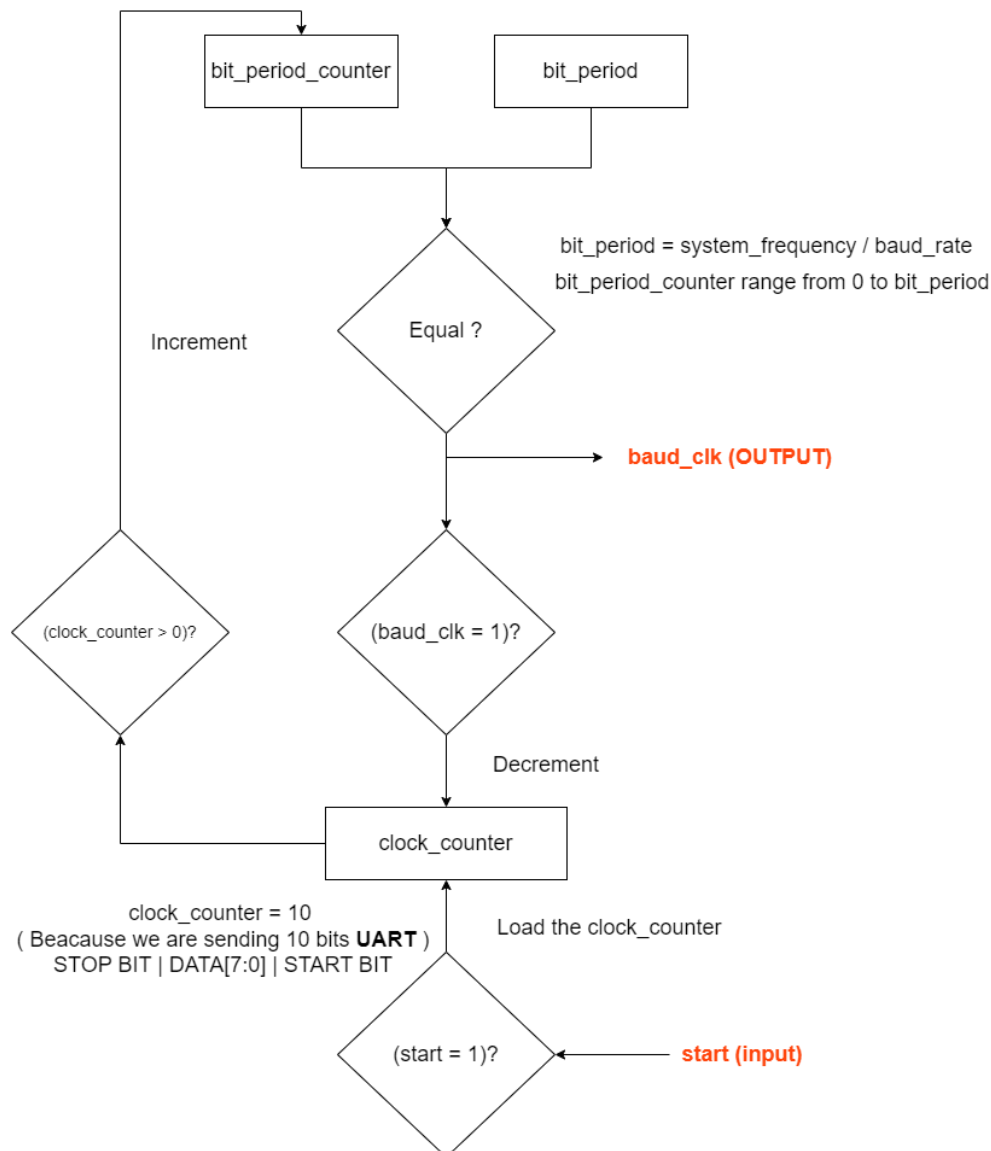 bit_period_counter
bit_period
bit_period = system_frequency / baud_rate
bit_period_counter range from 0 to bit_period
Equal ?
Increment
baud_clk (OUTPUT)
(clock_counter > 0)?
(baud_clk = 1)?
Decrement
clock_counter
clock_counter = 10
( Beacause we are sending 10 bits UART )
STOP BIT | DATA[7:0] | START BIT
Load the clock_counter
(start = 1)?
start (input)